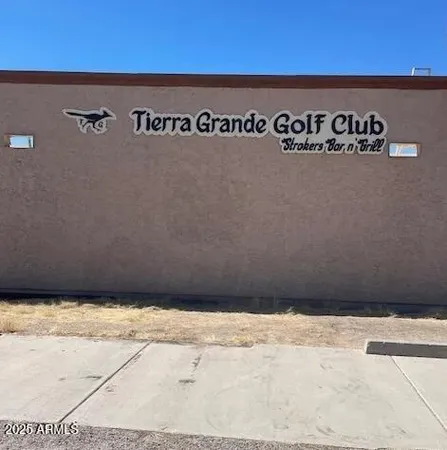 Tierra Grande Golf Club
Strokers Bar n' Grill
T G
2025 ARMLS